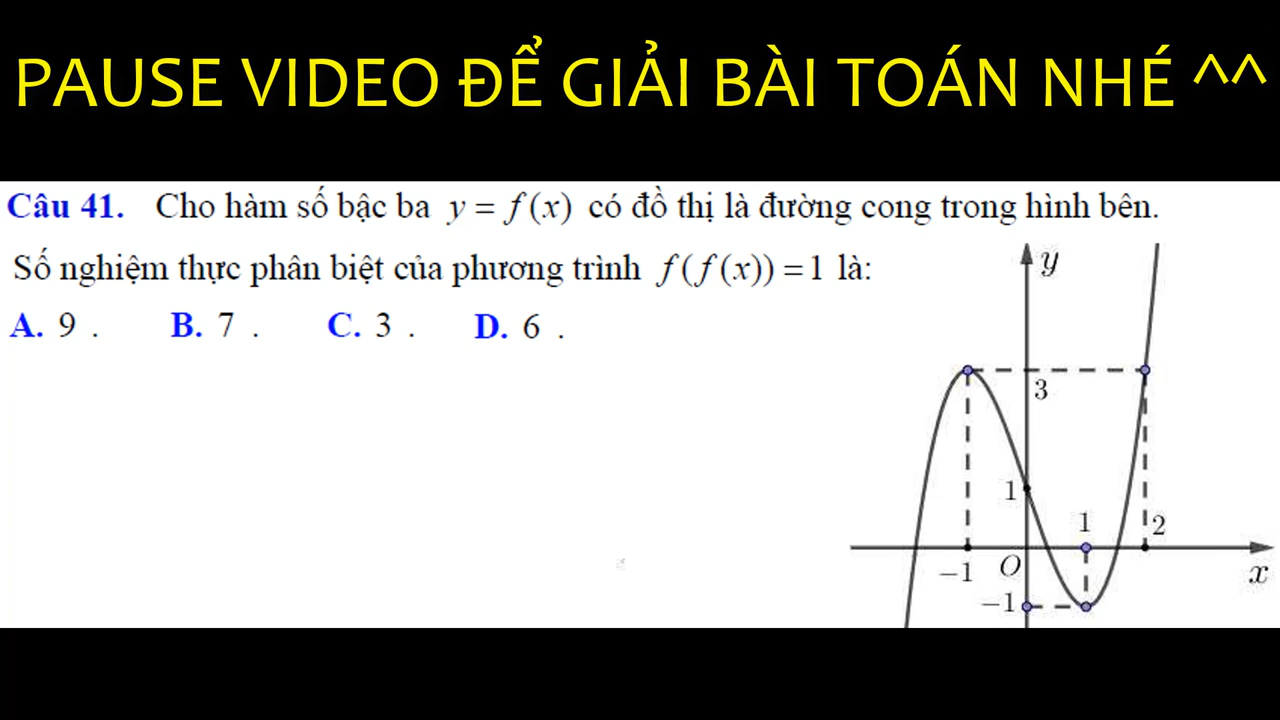 PAUSE VIDEO ĐỂ GIẢI BÀI TOÁN NHÉ ^^
Câu 41. Cho hàm số bậc ba y = f(x) có đồ thị là đường cong trong hình bên.
Số nghiệm thực phân biệt của phương trình f(f(x)) = 1 là:
A. 9 . B. 7 . C. 3 . D. 6 .
y
3
1
1
2
-1
O
x
-1